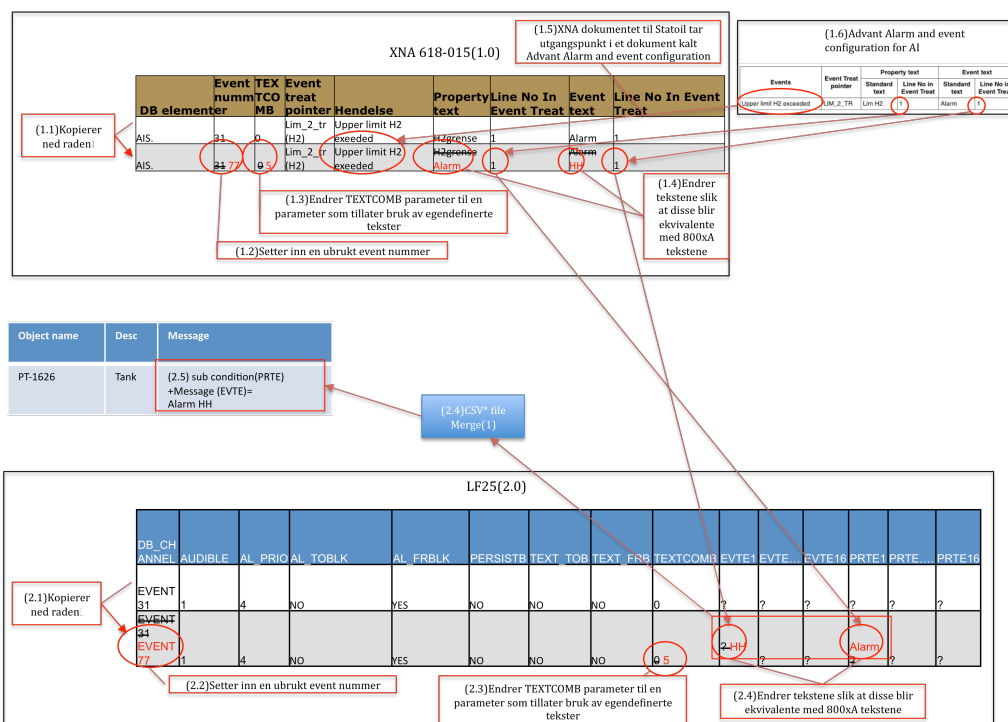 XNA 618-015(1.0)
(1.5)XNA dokumentet til Statoil tar
utgangspunkt i et dokument kalt
Advant Alarm and event configuration
(1.6)Advant Alarm and event
configuration for AI
Events
Event Treat
pointer
Property text
Event text
Standard
text
Line No in
Event Treat
Standard
text
Line No i
Event Trea
Upper limit H2 exceeded
LIM_2_TR
Lim H2
1
Alarm
1
DB elementer
Event
numm
TEX
TCO
MB
Event
treat
pointer
Hendelse
Property
text
Line No In
Event Treat
Event
text
Line No In Event
Treat
AIS.
31
0
Lim_2_tr
(H2)
Upper limit H2
exeeded
H2grense
1
Alarm
1
AIS.
31 77
0 5
Lim_2_tr
(H2)
Upper limit H2
exeeded
H2grense
Alarm
1
Alarm
HH
1
(1.1)Kopierer
ned raden
(1.3)Endrer TEXTCOMB parameter til en
parameter som tillater bruk av egendefinerte
tekster
(1.2)Setter inn en ubrukt event nummer
(1.4)Endrer
tekstene slik
at disse blir
ekvivalente
med 800xA
tekstene
Object name
Desc
Message
PT-1626
Tank
(2.5) sub condition(PRTE)
+Message (EVTE)=
Alarm HH
(2.4)CSV* file
Merge(1)
LF25(2.0)
DB_CH
ANNEL
AUDIBLE
AL_PRIO
AL_TOBLK
AL_FRBLK
PERSISTB
TEXT_TOB
TEXT_FRB
TEXTCOMB
EVTE1
EVTE...
EVTE16
PRTE1
PRTE....
PRTE16
EVENT
31
1
4
NO
YES
NO
NO
NO
0
?
?
?
?
?
?
EVENT
31
EVENT
77
1
4
NO
YES
NO
NO
NO
0 5
? HH
?
?
Alarm
?
?
?
(2.1)Kopierer
ned raden.
(2.2)Setter inn en ubrukt event nummer
(2.3)Endrer TEXTCOMB parameter til en
parameter som tillater bruk av egendefinerte
tekster
(2.4)Endrer tekstene slik at disse blir
ekvivalente med 800xA tekstene